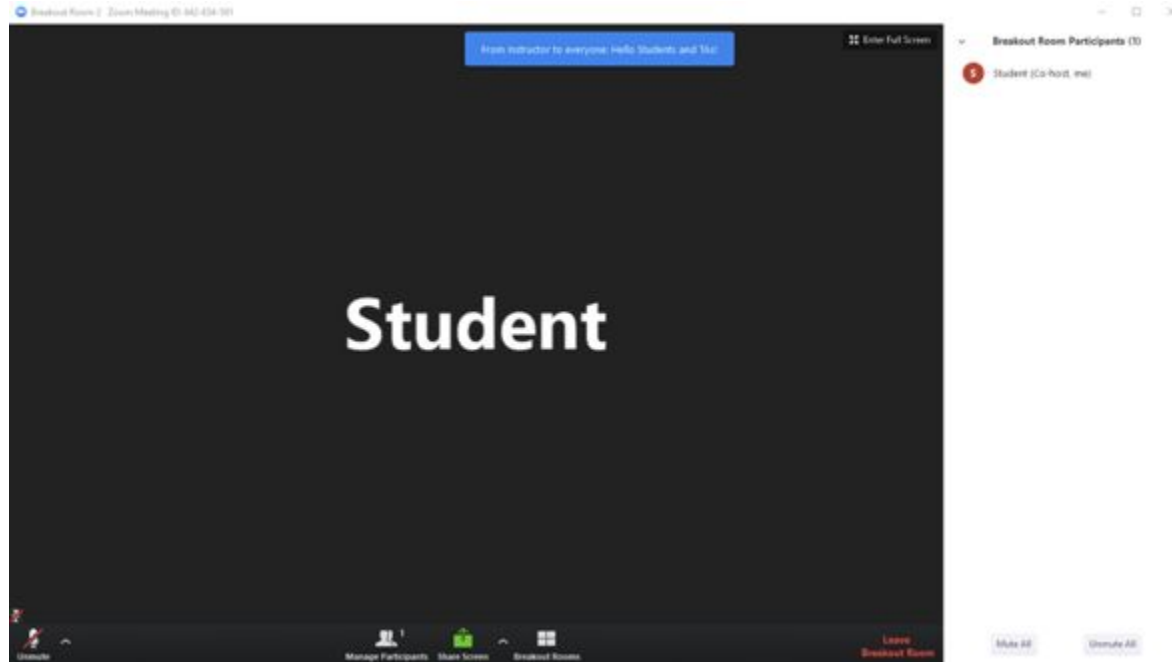 Breakout Room 2 Zoom Meeting ID:
From Instructor to everyone: Hello Students and TAs!
Enter Full Screen
Breakout Room Participants (1)
S
Student (Co-host, me)
Student
Unmute
1
Manage Participants
Share Screen
Breakout Rooms
Leave
Breakout Room
Mute All
Unmute All